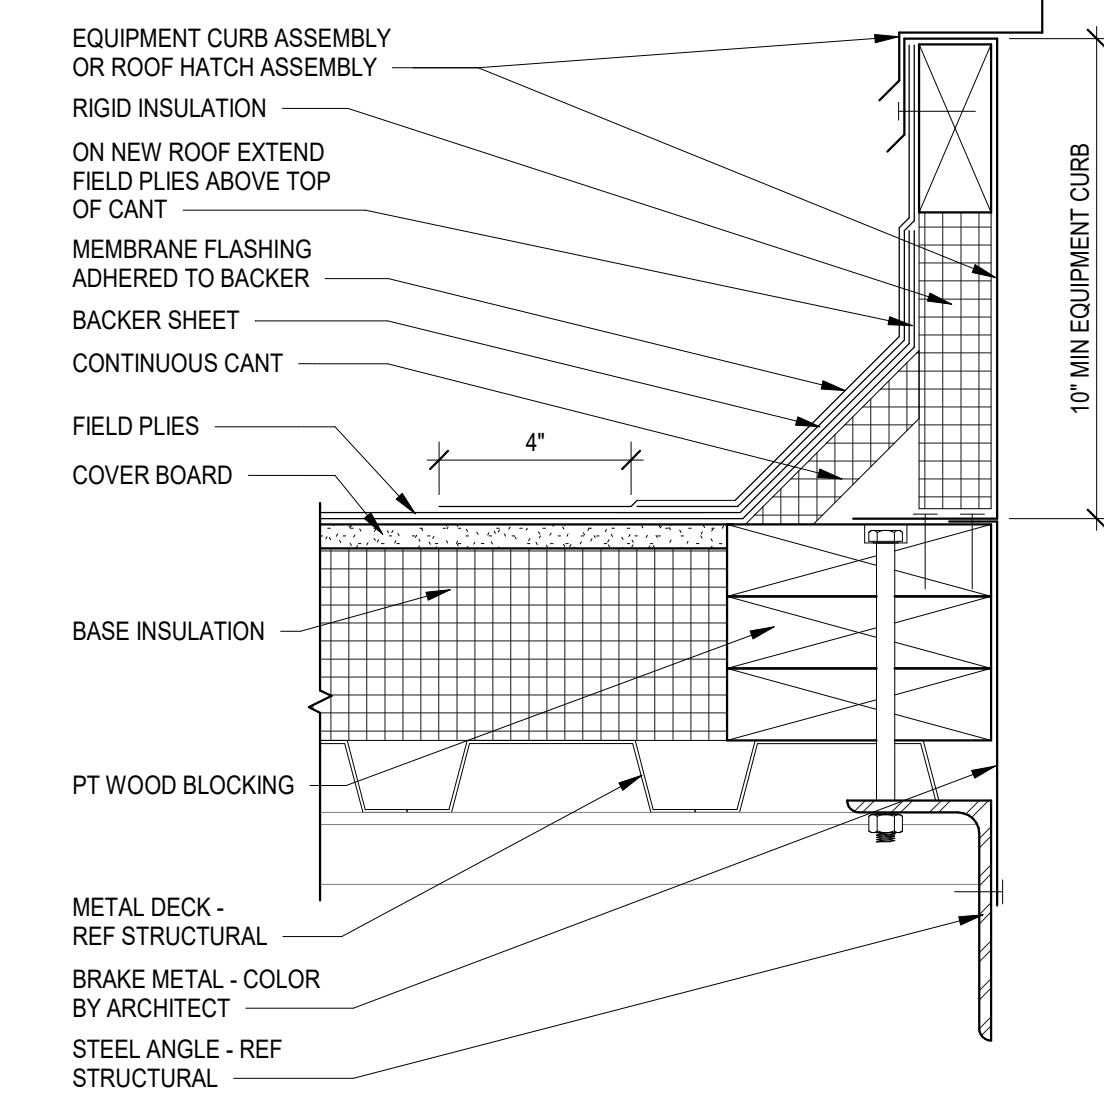 EQUIPMENT CURB ASSEMBLY
OR ROOF HATCH ASSEMBLY
RIGID INSULATION
ON NEW ROOF EXTEND
FIELD PLIES ABOVE TOP
OF CANT
MEMBRANE FLASHING
ADHERED TO BACKER
BACKER SHEET
CONTINUOUS CANT
FIELD PLIES
COVER BOARD
4"
10" MIN EQUIPMENT CURB
BASE INSULATION
PT WOOD BLOCKING
METAL DECK -
REF STRUCTURAL
BRAKE METAL - COLOR
BY ARCHITECT
STEEL ANGLE - REF
STRUCTURAL